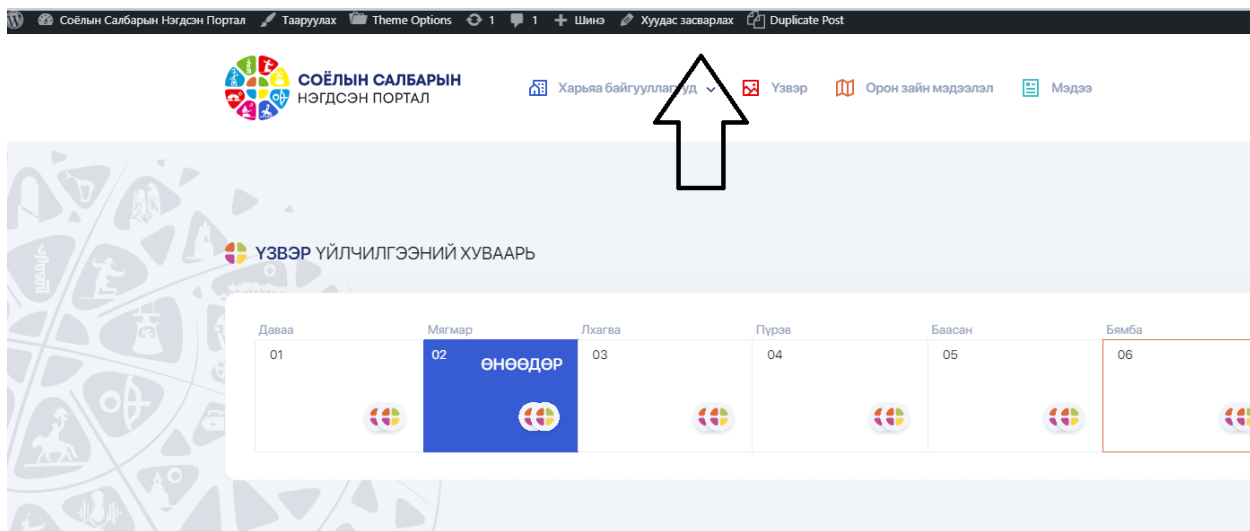 Соёлын Салбарын Нэгдсэн Портал Тааруулах Theme Options 1 1 Шинэ Хуудас засварлах Duplicate Post
СОЁЛЫН САЛБАРЫН
НЭГДСЭН ПОРТАЛ
Харьяа байгууллагууд Үзвэр Орон зайн мэдээлэл Мэдээ
ҮЗВЭР ҮЙЛЧИЛГЭЭНИЙ ХУВААРЬ
Даваа Мягмар Лхагва Пүрэв Баасан Бямба
01 02 ӨНӨӨДӨР 03 04 05 06